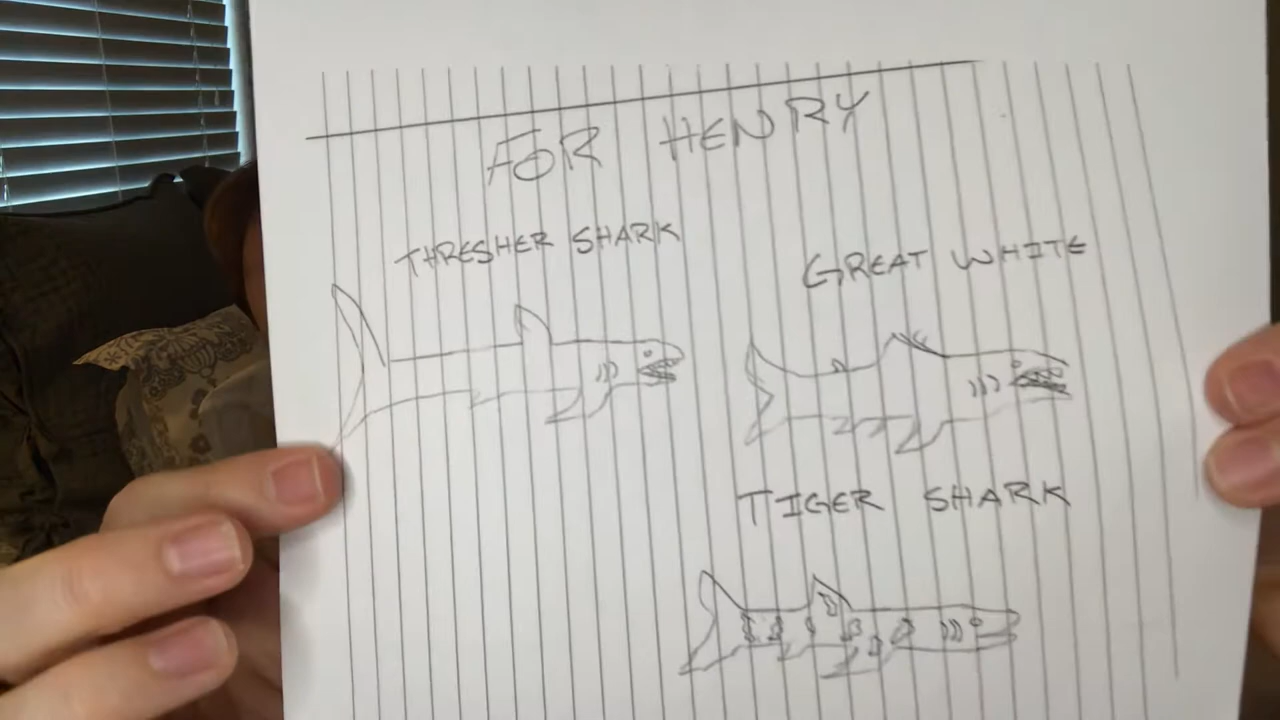 FOR HENRY
THRESHER SHARK
GREAT WHITE
TIGER SHARK